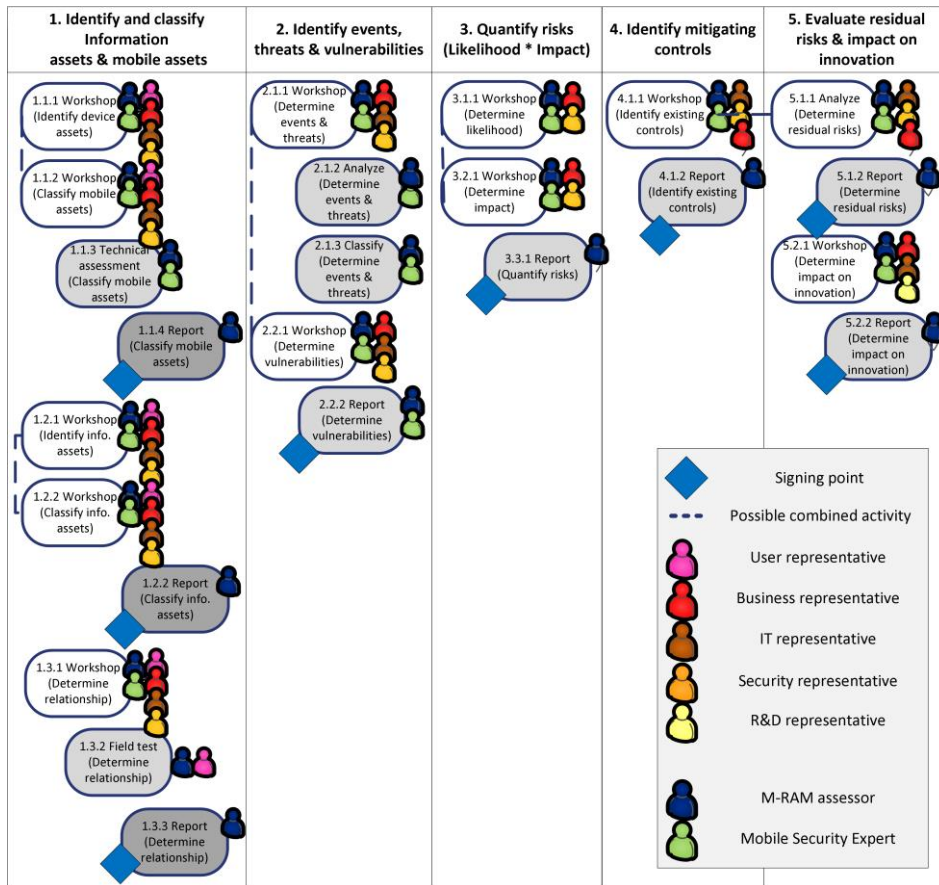 1. Identify and classify
Information
assets & mobile assets
1.1.1 Workshop
(Identify device
assets)
1.1.2 Workshop
(Classify mobile
assets)
1.1.3 Technical
assessment
(Classify mobile
assets)
1.1.4 Report
(Classify mobile
assets)
1.2.1 Workshop
(Identify info.
assets)
1.2.2 Workshop
(Classify info.
assets)
1.2.2 Report
(Classify info.
assets)
1.3.1 Workshop
(Determine
relationship)
1.3.2 Field test
(Determine
relationship)
1.3.3 Report
(Determine
relationship)
2. Identify events,
threats & vulnerabilities
2.1.1 Workshop
(Determine
events &
threats)
2.1.2 Analyze
(Determine
events &
threats)
2.1.3 Classify
(Determine
events &
threats)
2.2.1 Workshop
(Determine
vulnerabilities)
2.2.2 Report
(Determine
vulnerabilities)
3. Quantify risks
(Likelihood * Impact)
3.1.1 Workshop
(Determine
likelihood)
3.2.1 Workshop
(Determine
impact)
3.3.1 Report
(Quantify risks)
4. Identify mitigating
controls
4.1.1 Workshop
(Identify existing
controls)
4.1.2 Report
(Identify existing
controls)
5. Evaluate residual
risks & impact on
innovation
5.1.1 Analyze
(Determine
residual risks)
5.1.2 Report
(Determine
residual risks)
5.2.1 Workshop
(Determine
impact on
innovation)
5.2.2 Report
(Determine
impact on
innovation)
Signing point
Possible combined activity
User representative
Business representative
IT representative
Security representative
R&D representative
M-RAM assessor
Mobile Security Expert